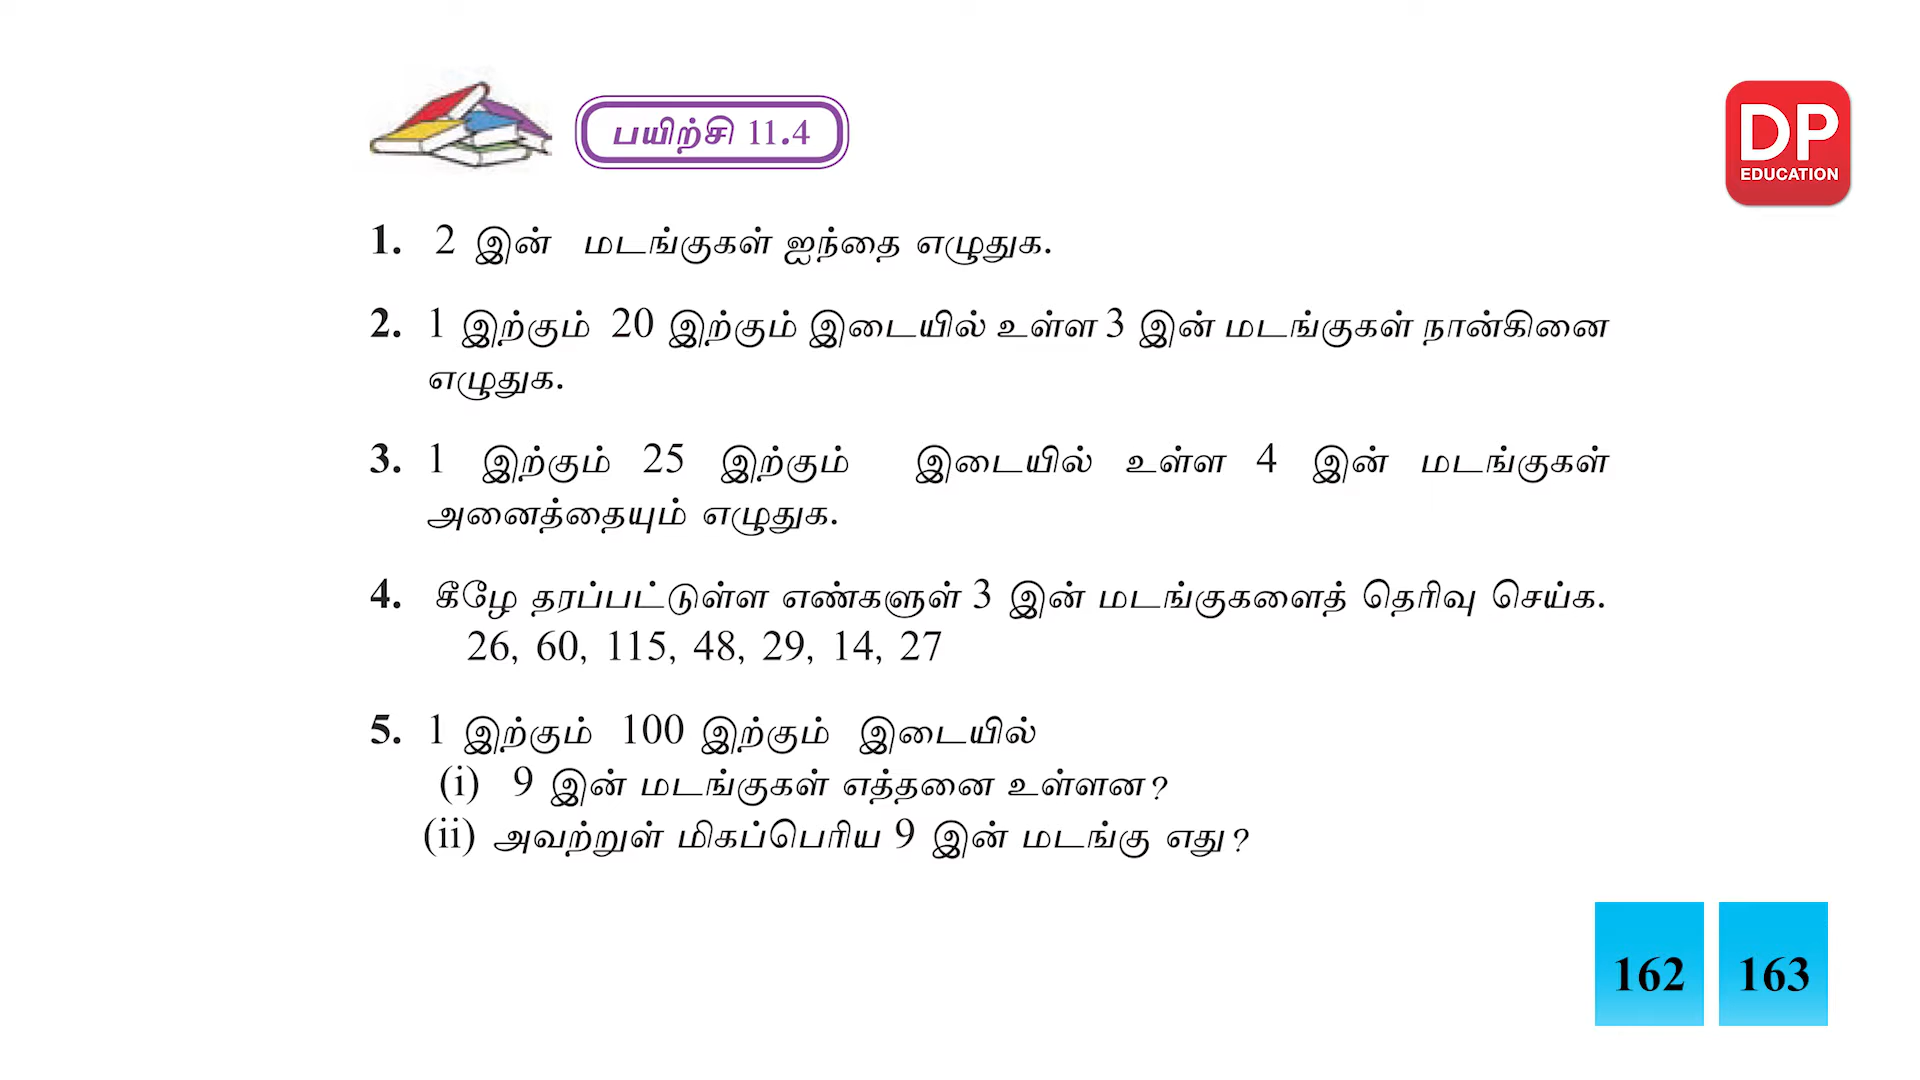 பயிற்சி 11.4
DP
EDUCATION
1. 2 இன் மடங்குகள் ஐந்தை எழுதுக.
2. 1 இற்கும் 20 இற்கும் இடையில் உள்ள 3 இன் மடங்குகள் நான்கினை
எழுதுக.
3. 1 இற்கும் 25 இற்கும் இடையில் உள்ள 4 இன் மடங்குகள்
அனைத்தையும் எழுதுக.
4. கீழே தரப்பட்டுள்ள எண்களுள் 3 இன் மடங்குகளைத் தெரிவு செய்க.
26, 60, 115, 48, 29, 14, 27
5. 1 இற்கும் 100 இற்கும் இடையில்
(i) 9 இன் மடங்குகள் எத்தனை உள்ளன?
(ii) அவற்றுள் மிகப்பெரிய 9 இன் மடங்கு எது?
162 163